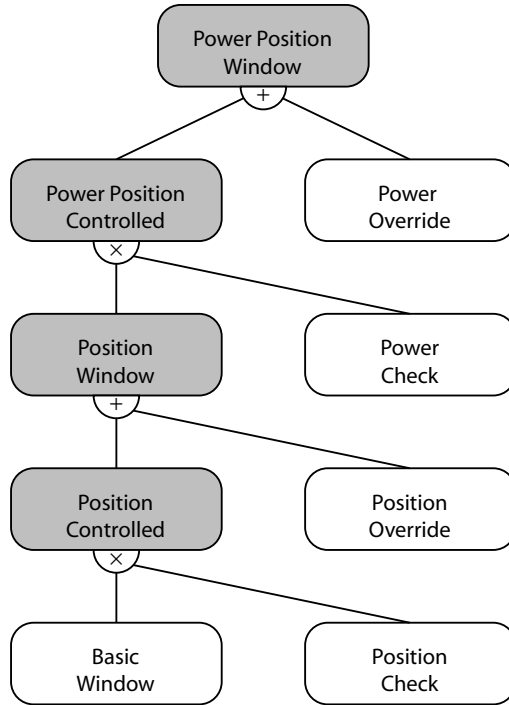 Power Position
Window
+
Power Position
Controlled
Power
Override
×
Position
Window
Power
Check
+
Position
Controlled
Position
Override
×
Basic
Window
Position
Check